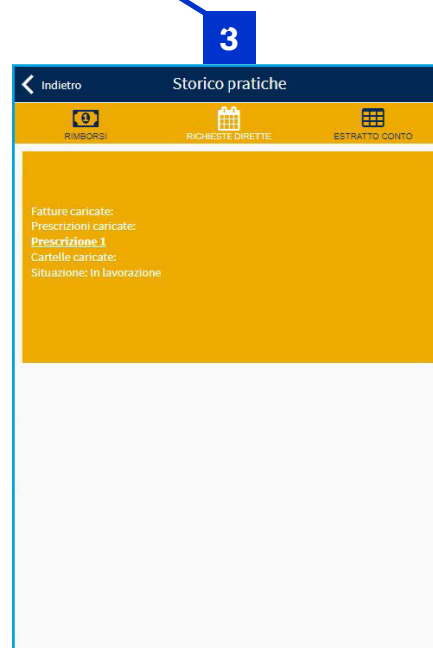 3
Indietro
Storico pratiche
RIMBORSI
RICHIESTE DIRETTE
ESTRATTO CONTO
Fatture caricate:
Prescrizioni caricate:
Prescrizione 1
Cartelle caricate:
Situazione: In lavorazione